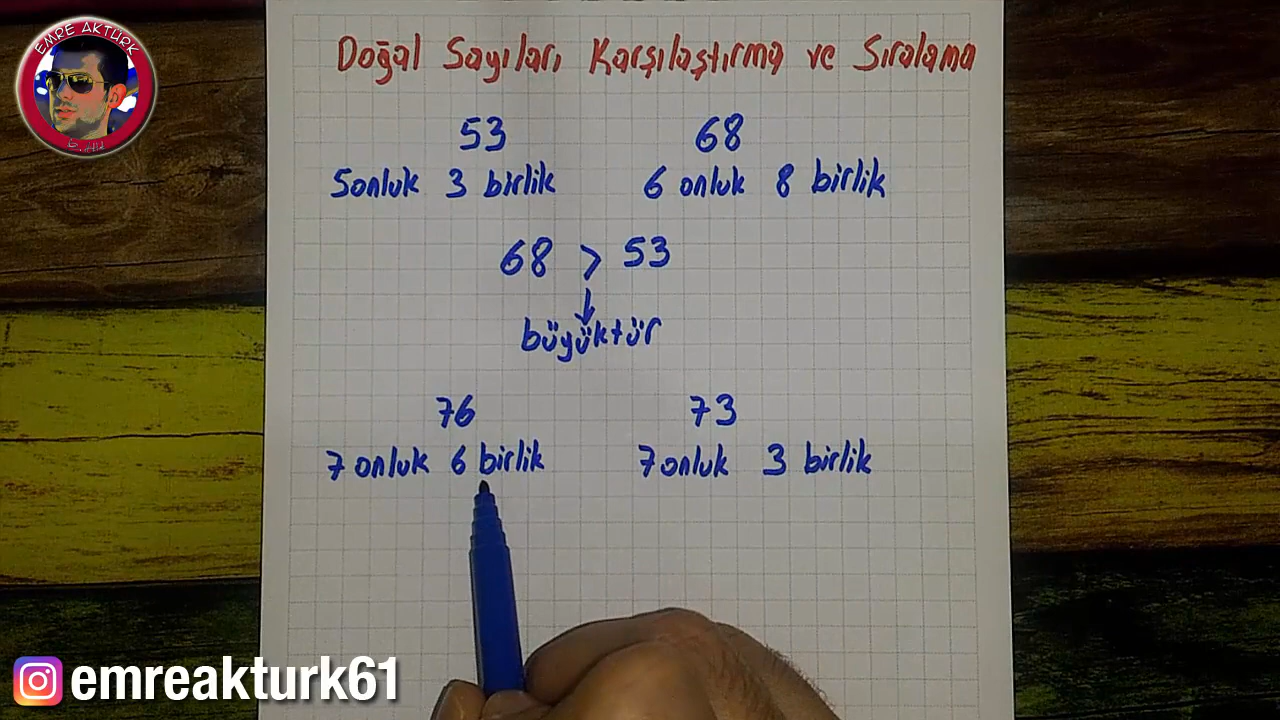 EMRE AKTÜRK
Doğal Sayıları Karşılaştırma ve Sıralama
53 68
5onluk 3 birlik 6 onluk 8 birlik
68 > 53
büyüktür
76 73
7 onluk 6 birlik 7onluk 3 birlik
emreakturk61